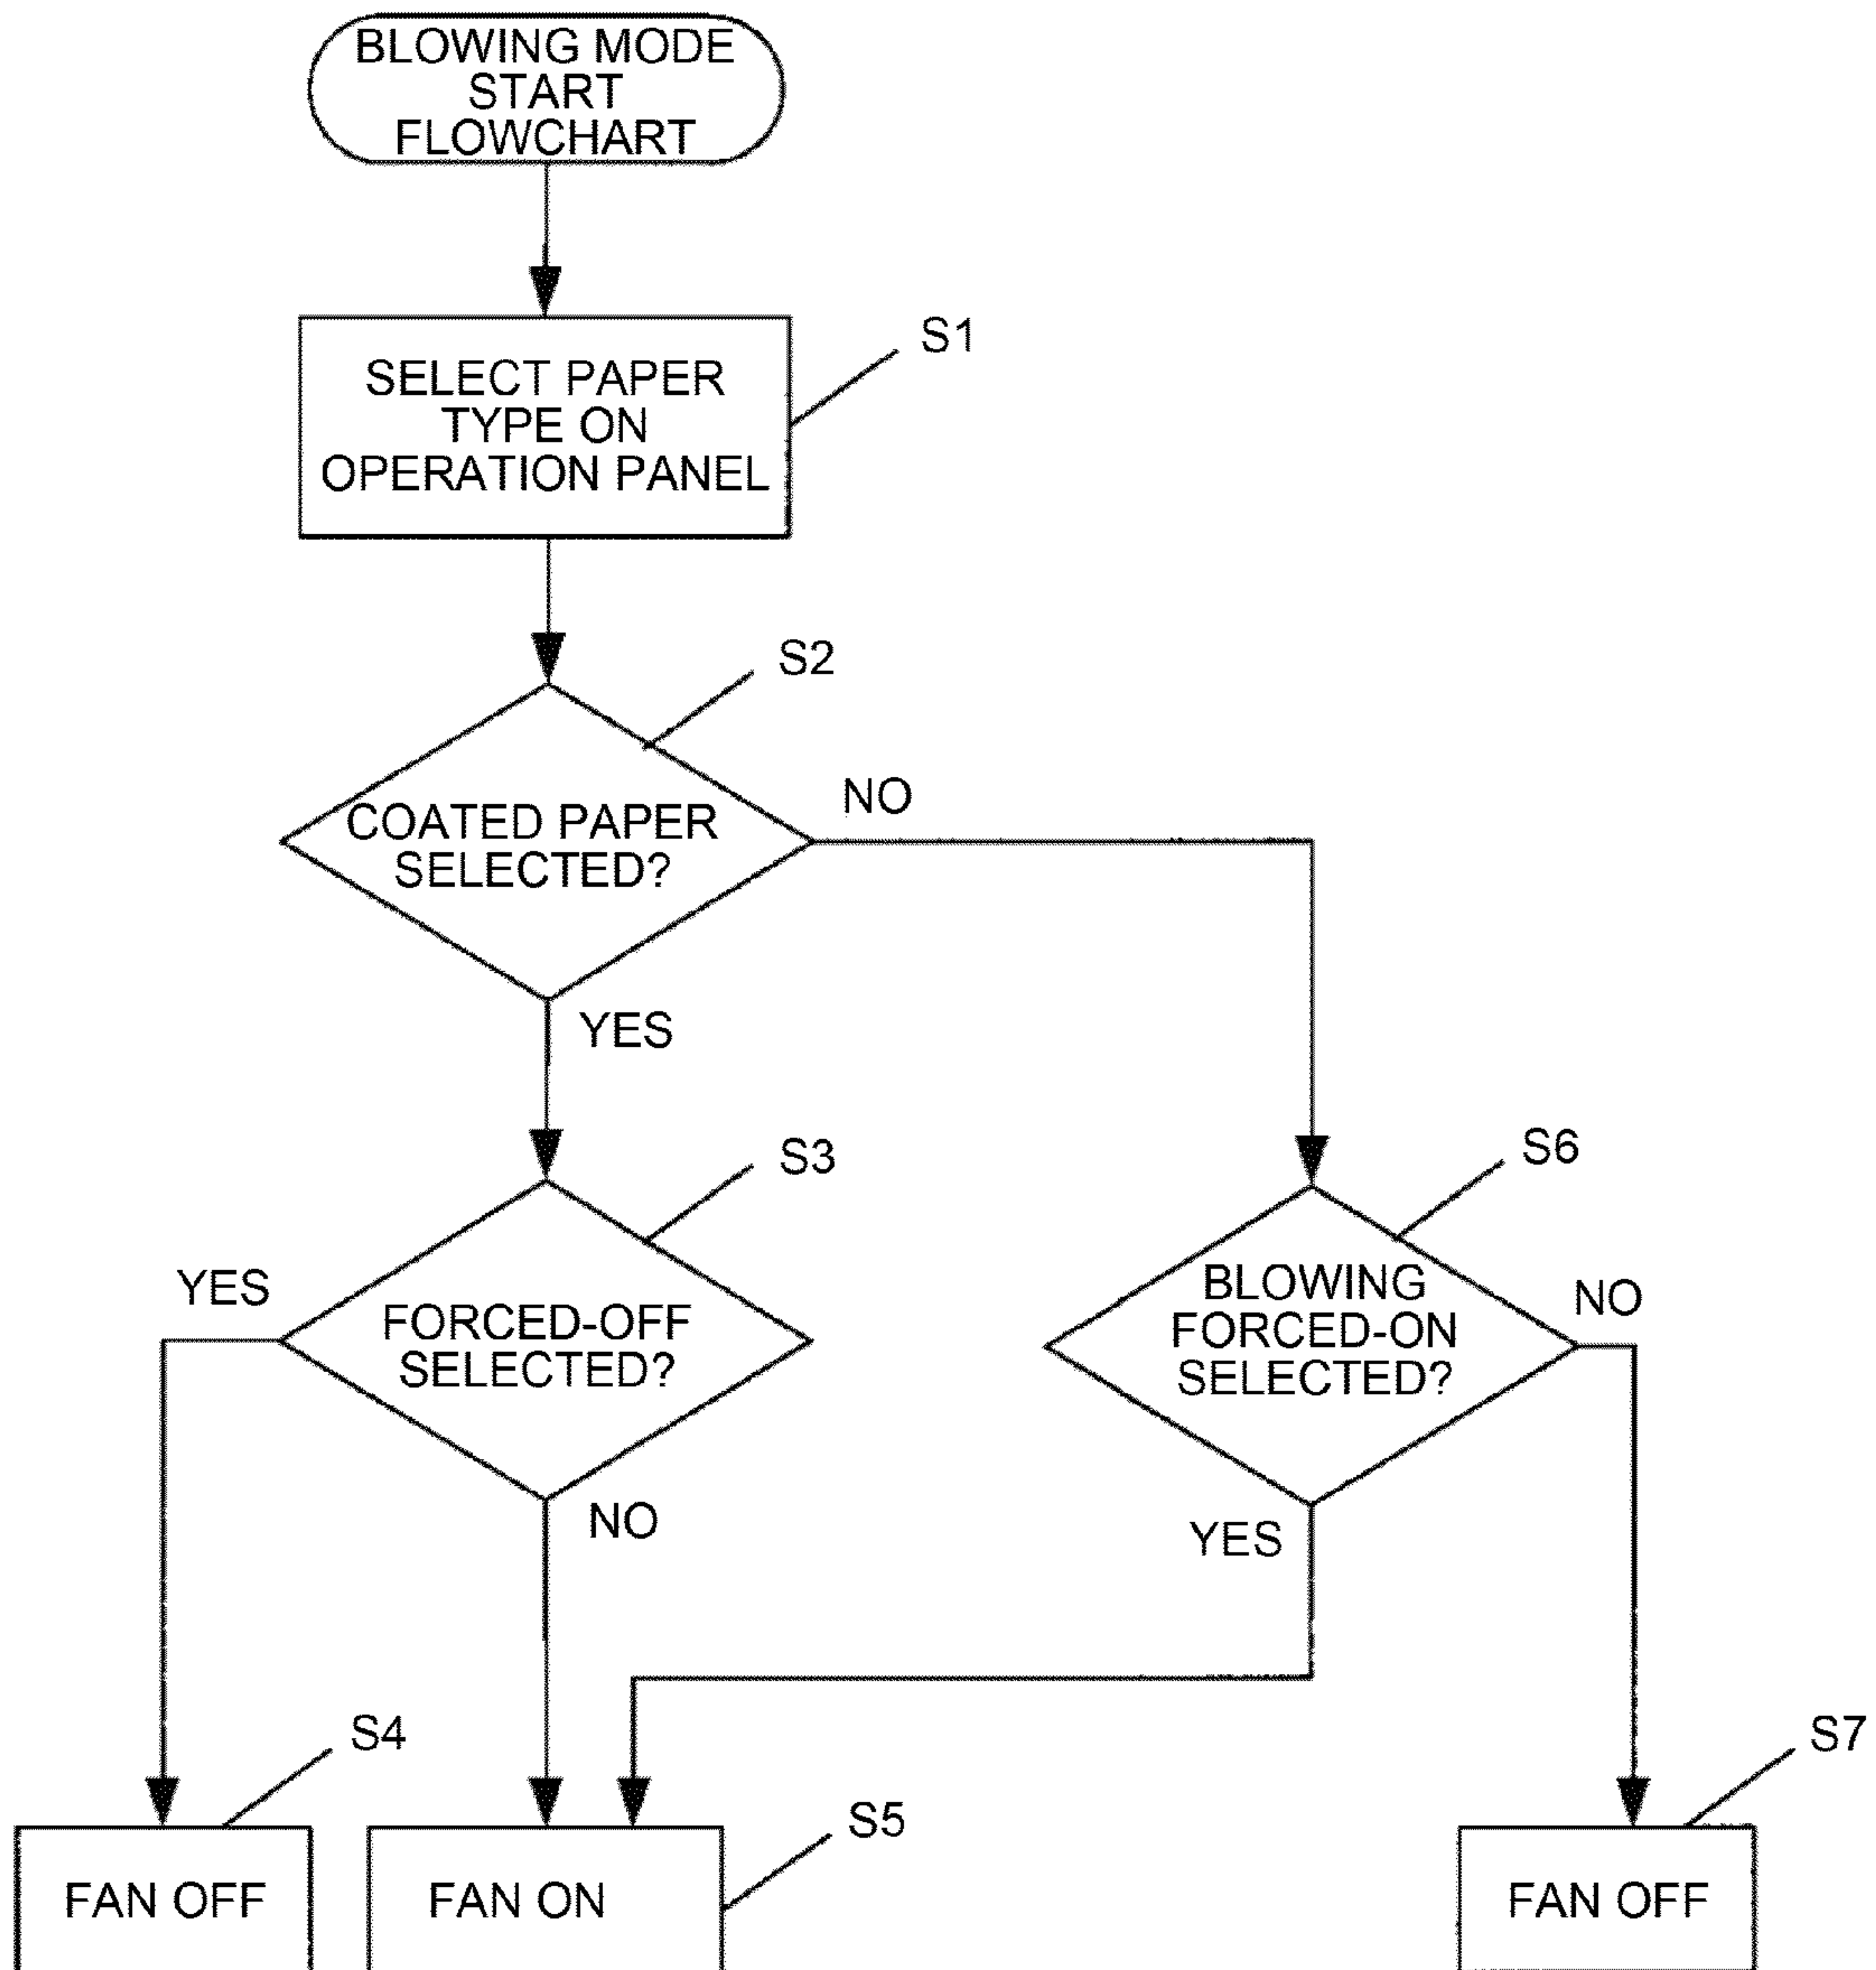 BLOWING MODE
START
FLOWCHART
SELECT PAPER
TYPE ON
OPERATION PANEL
S1
S2
COATED PAPER
SELECTED?
NO
YES
S3
FORCED-OFF
SELECTED?
YES
NO
S6
BLOWING
FORCED-ON
SELECTED?
NO
YES
S4
FAN OFF
S5
FAN ON
S7
FAN OFF